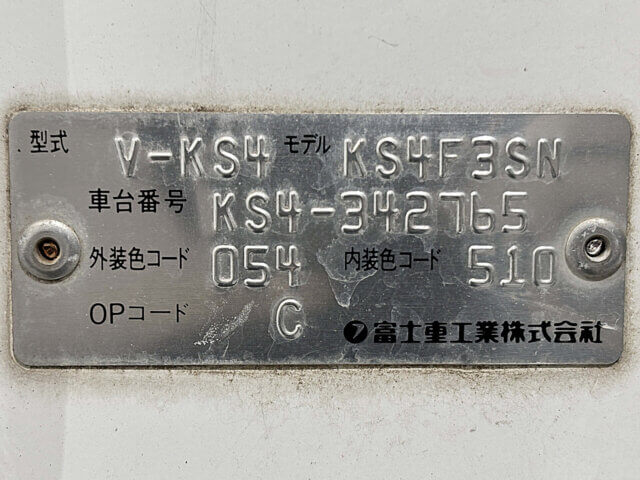 型式 V-KS4 モデル KS4F3SN
車台番号 KS4-342765
外装色コード 054 内装色コード 510
OPコード C 富士重工業株式会社